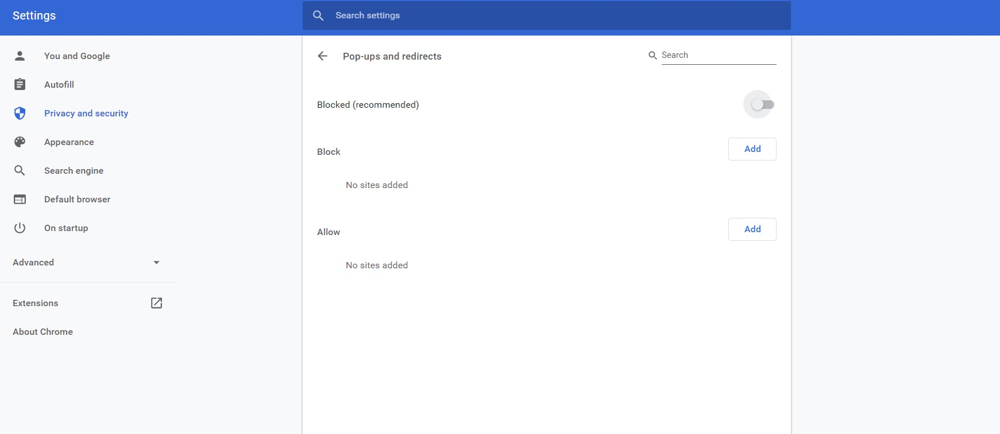 Settings
Search settings
You and Google
Autofill
Privacy and security
Appearance
Search engine
Default browser
On startup
Advanced
Extensions
About Chrome
Pop-ups and redirects
Search
Blocked (recommended)
Block
Add
No sites added
Allow
Add
No sites added